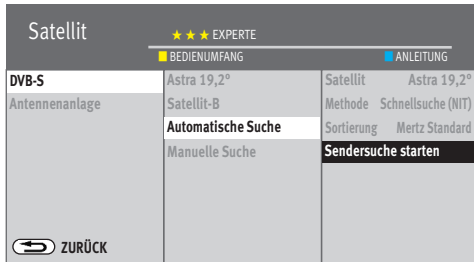 Satellit
★ ★ ★ EXPERTE
BEDIENUMFANG
ANLEITUNG
DVB-S
Antennenanlage
Astra 19,2°
Satellit-B
Automatische Suche
Manuelle Suche
Satellit Astra 19,2°
Methode Schnellsuche (NIT)
Sortierung Mertz Standard
Sendersuche starten
ZURÜCK